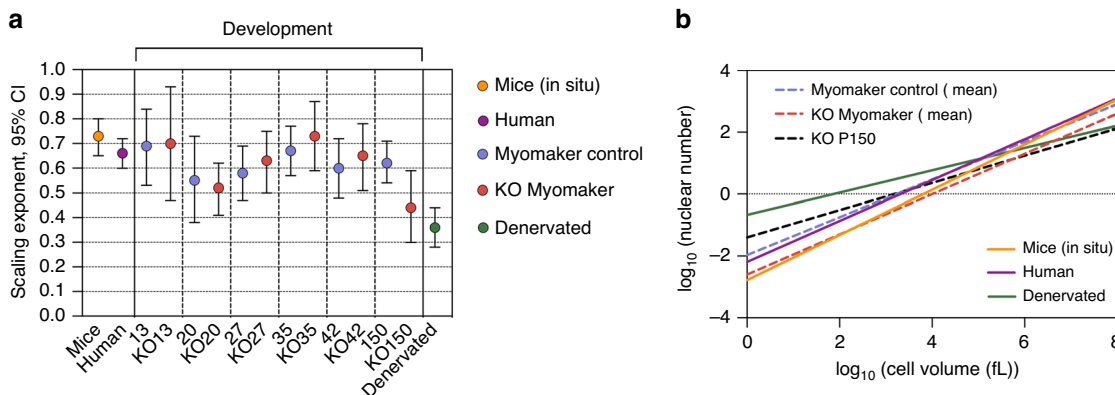 a
Development
1.0
0.9
0.8
0.7
0.6
0.5
0.4
0.3
0.2
0.1
0.0
Scaling exponent, 95% CI
Mice
Human
13
KO13
20
KO20
27
KO27
35
KO35
42
KO42
150
KO150
Denervated
Mice (in situ)
Human
Myomaker control
KO Myomaker
Denervated
b
4
2
0
−2
−4
log10 (nuclear number)
Myomaker control ( mean)
KO Myomaker ( mean)
KO P150
Mice (in situ)
Human
Denervated
0
2
4
6
8
log10 (cell volume (fL))